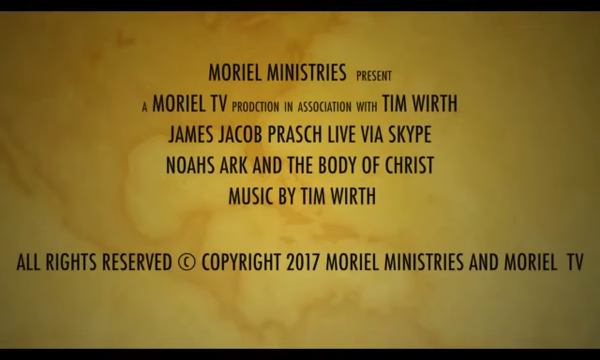 MORIEL MINISTRIES PRESENT
A MORIEL TV PRODCTION IN ASSOCIATION WITH TIM WIRTH
JAMES JACOB PRASCH LIVE VIA SKYPE
NOAHS ARK AND THE BODY OF CHRIST
MUSIC BY TIM WIRTH
ALL RIGHTS RESERVED © COPYRIGHT 2017 MORIEL MINISTRIES AND MORIEL TV